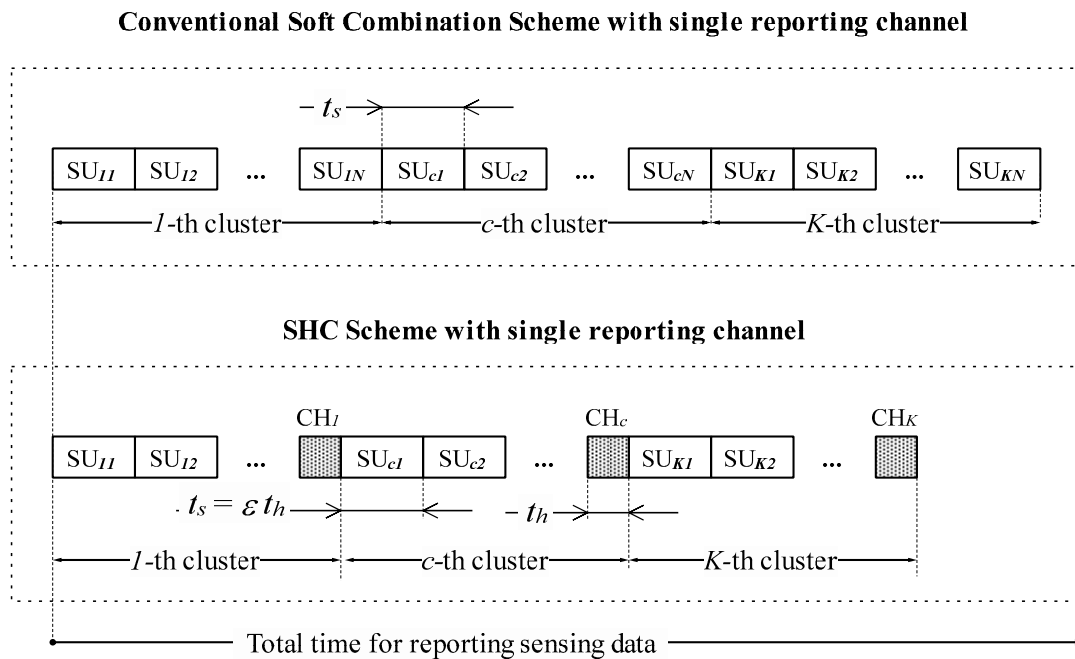 Conventional Soft Combination Scheme with single reporting channel
– ts
SU11 SU12 ... SU1N SUc1 SUc2 ... SUcN SUK1 SUK2 ... SUKN
1-th cluster c-th cluster K-th cluster
SHC Scheme with single reporting channel
CH1 CHc CHK
SU11 SU12 ... SUc1 SUc2 ... SUK1 SUK2 ...
ts = ε th – th
1-th cluster c-th cluster K-th cluster
Total time for reporting sensing data